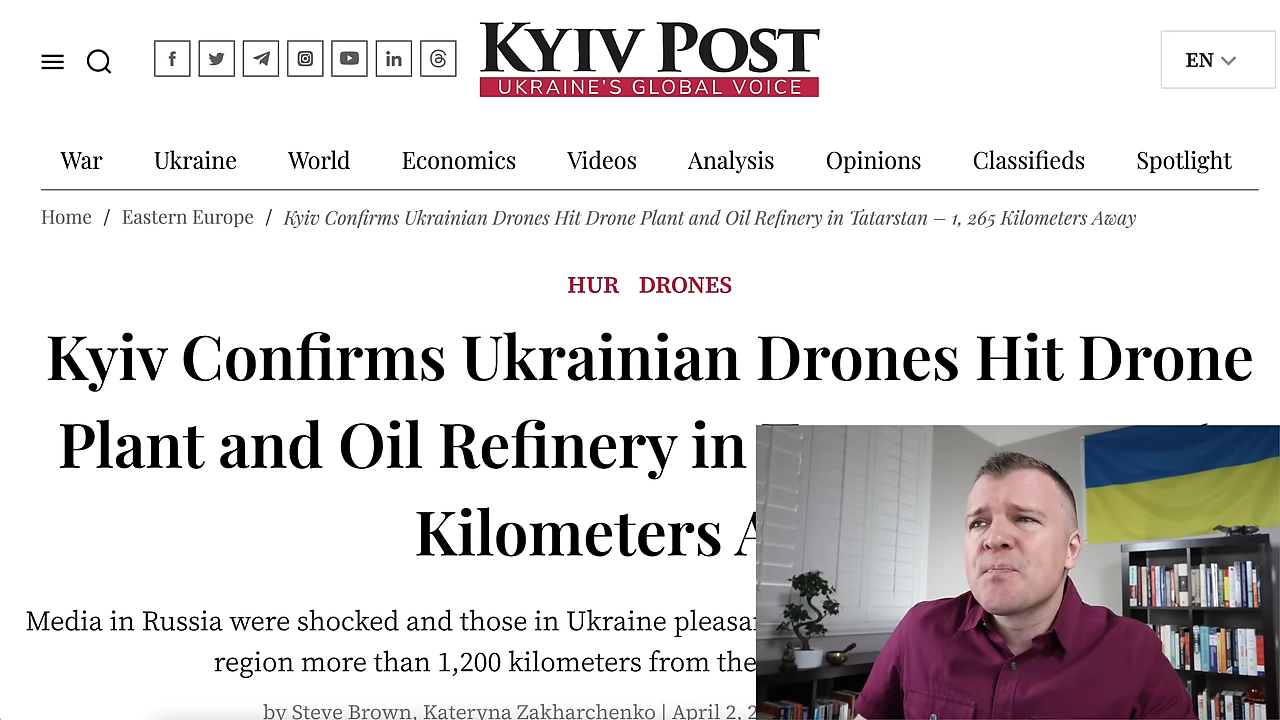 KYIV POST
UKRAINE'S GLOBAL VOICE
EN
War Ukraine World Economics Videos Analysis Opinions Classifieds Spotlight
Home / Eastern Europe / Kyiv Confirms Ukrainian Drones Hit Drone Plant and Oil Refinery in Tatarstan – 1, 265 Kilometers Away
HUR DRONES
Kyiv Confirms Ukrainian Drones Hit Drone
Plant and Oil Refinery in
Kilometers
Media in Russia were shocked and those in Ukraine
region more than 1,200 kilometers from the
by Steve Brown, Kateryna Zakharchenko | April 2,